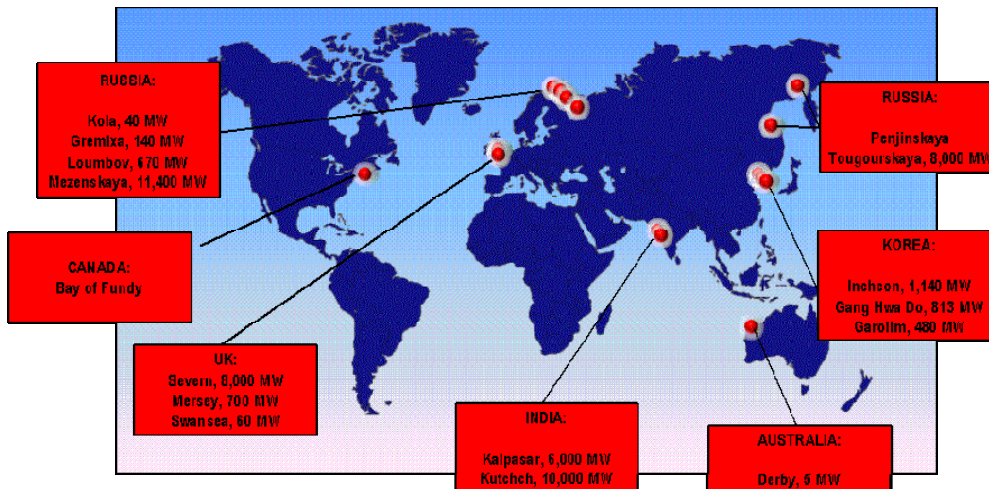 RUSSIA:
Kola, 40 MW
Gremixa, 140 MW
Loumbov, 670 MW
Mezenskaya, 11,400 MW
CANADA:
Bay of Fundy
UK:
Severn, 8,000 MW
Mersey, 700 MW
Swansea, 60 MW
INDIA:
Kalpasar, 6,000 MW
Kutchch, 10,000 MW
AUSTRALIA:
Derby, 5 MW
KOREA:
Inchson, 1,140 MW
Gang Hwa Do, 813 MW
Garolim, 480 MW
RUSSIA:
Penjinskaya
Tougourskaya, 8,000 MW